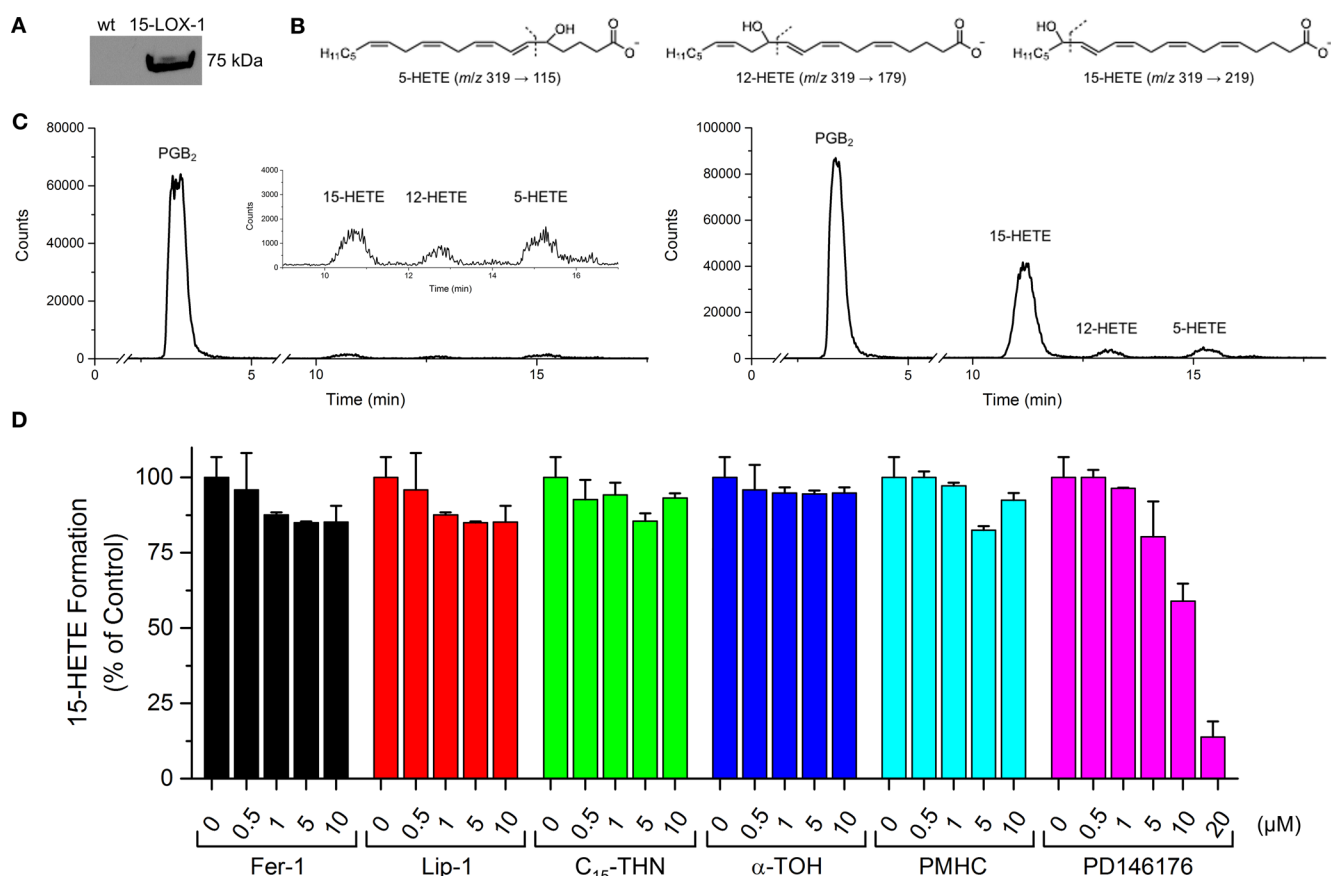 A
wt 15-LOX-1
75 kDa
B
OH
O
O-
H11C5
5-HETE (m/z 319 → 115)
HO
O
O-
H11C5
12-HETE (m/z 319 → 179)
HO
O
O-
H11C5
15-HETE (m/z 319 → 219)
C
80000
60000
40000
20000
0
Counts
PGB2
0 5 10 15
Time (min)
4000
3000
2000
1000
0
Counts
15-HETE 12-HETE 5-HETE
10 12 14 16
Time (min)
100000
80000
60000
40000
20000
0
Counts
PGB2
15-HETE
12-HETE
5-HETE
0 5 10 15
Time (min)
D
15-HETE Formation
(% of Control)
100
75
50
25
0
0 0.5 1 5 10 0 0.5 1 5 10 0 0.5 1 5 10 0 0.5 1 5 10 0 0.5 1 5 10 0 0.5 1 5 10 20 (µM)
Fer-1 Lip-1 C15-THN α-TOH PMHC PD146176